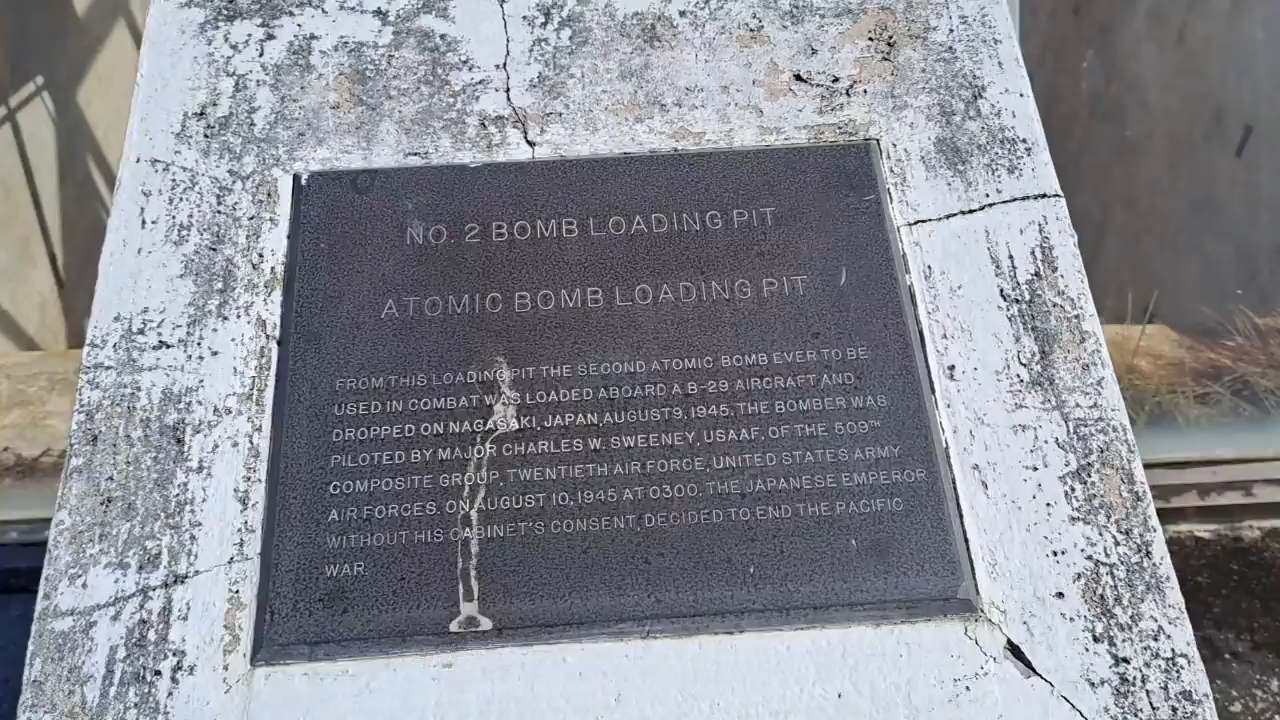 NO. 2 BOMB LOADING PIT
ATOMIC BOMB LOADING PIT
FROM THIS LOADING PIT THE SECOND ATOMIC BOMB EVER TO BE
USED IN COMBAT WAS LOADED ABOARD A B-29 AIRCRAFT AND
DROPPED ON NAGASAKI, JAPAN, AUGUST 9, 1945. THE BOMBER WAS
PILOTED BY MAJOR CHARLES W. SWEENEY, USAAF, OF THE 509TH
COMPOSITE GROUP, TWENTIETH AIR FORCE, UNITED STATES ARMY
AIR FORCES. ON AUGUST 10, 1945 AT 0300, THE JAPANESE EMPEROR
WITHOUT HIS CABINET'S CONSENT, DECIDED TO END THE PACIFIC
WAR.